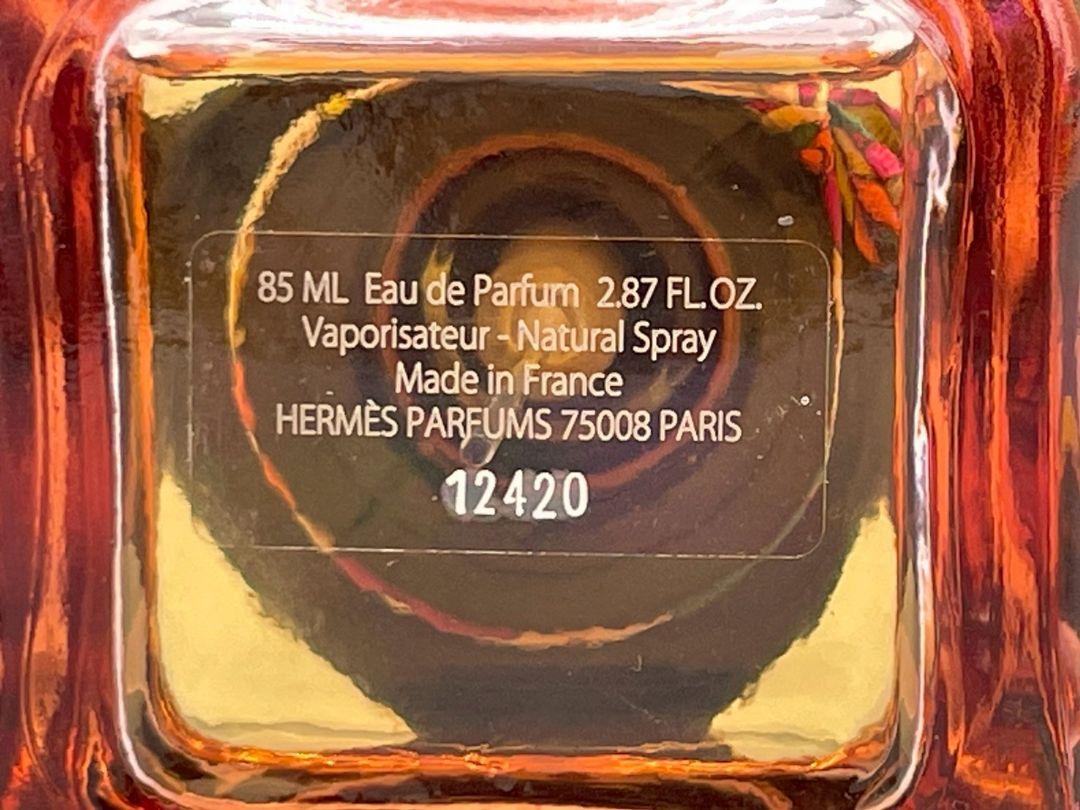 85 ML Eau de Parfum 2.87 FL.OZ.
Vaporisateur - Natural Spray
Made in France
HERMÈS PARFUMS 75008 PARIS
12420